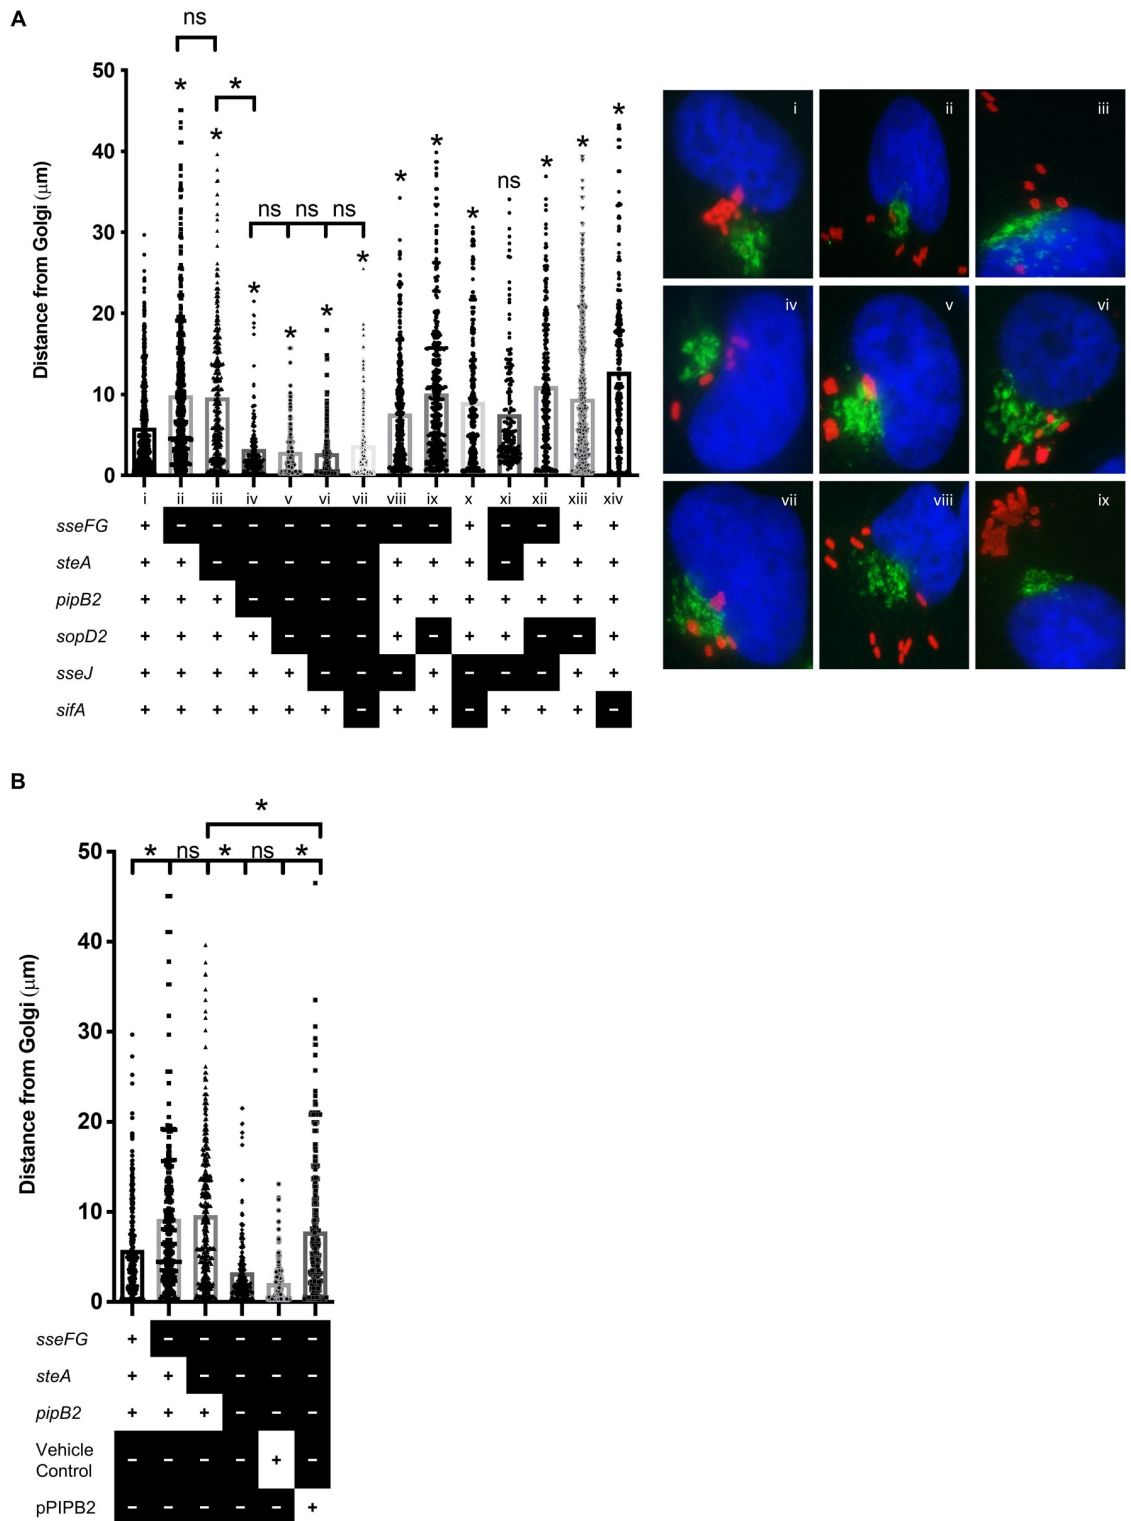 A
ns
*
*
*
ns
ns
ns
*
*
*
*
*
*
*
ns
*
*
*
50
40
30
20
10
0
Distance from Golgi (μm)
i ii iii iv v vi vii viii ix x xi xii xiii xiv
sseFG + − − − − − − − − + − − + +
steA + + − − − − − + + + − + + +
pipB2 + + + − − − − + + + + + + +
sopD2 + + + + − − − + − + + − − +
sseJ + + + + + − − − + − − − + +
sifA + + + + + + − + + − + + + −
i ii iii
iv v vi
vii viii ix
B
*
* ns * ns *
50
40
30
20
10
0
Distance from Golgi (μm)
sseFG + − − − − −
steA + + − − − −
pipB2 + + + − − −
Vehicle
Control − − − − + −
pPIPB2 − − − − − +